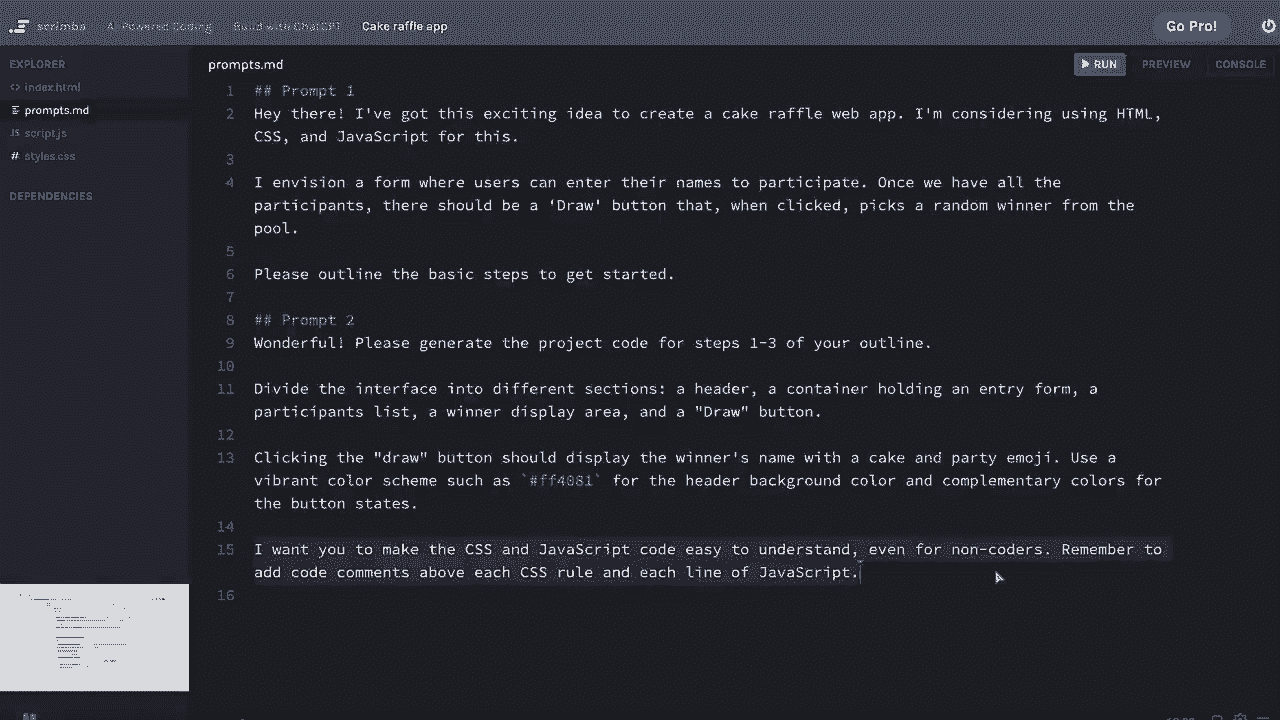 scrimba AI-Powered Coding Build with ChatGPT Cake raffle app Go Pro!
EXPLORER
index.html
prompts.md
JS script.js
# styles.css
DEPENDENCIES
prompts.md
RUN PREVIEW CONSOLE
1 ## Prompt 1
2 Hey there! I've got this exciting idea to create a cake raffle web app. I'm considering using HTML,
CSS, and JavaScript for this.
3
4 I envision a form where users can enter their names to participate. Once we have all the
participants, there should be a ‘Draw' button that, when clicked, picks a random winner from the
pool.
5
6 Please outline the basic steps to get started.
7
8 ## Prompt 2
9 Wonderful! Please generate the project code for steps 1-3 of your outline.
10
11 Divide the interface into different sections: a header, a container holding an entry form, a
participants list, a winner display area, and a "Draw" button.
12
13 Clicking the "draw" button should display the winner's name with a cake and party emoji. Use a
vibrant color scheme such as `#ff4081` for the header background color and complementary colors for
the button states.
14
15 I want you to make the CSS and JavaScript code easy to understand, even for non-coders. Remember to
add code comments above each CSS rule and each line of JavaScript.
16